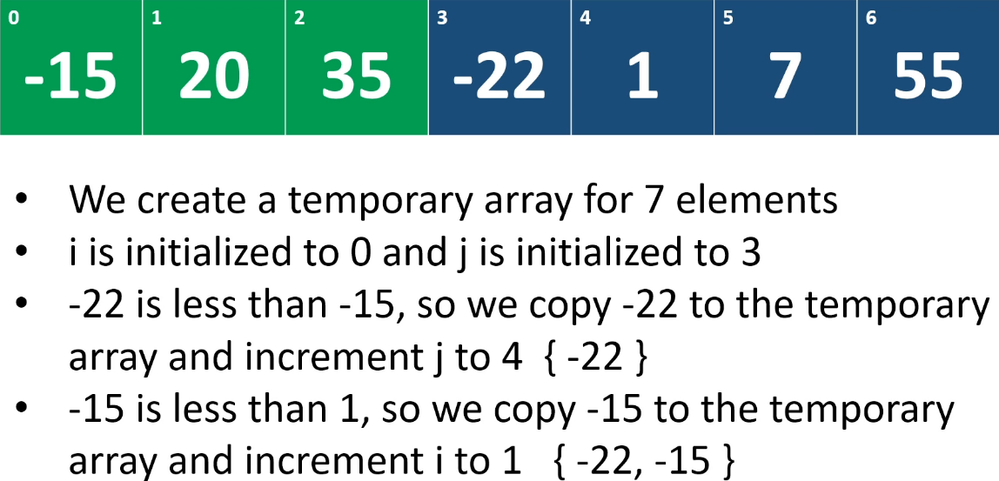 0 1 2 3 4 5 6
-15 20 35 -22 1 7 55
• We create a temporary array for 7 elements
• i is initialized to 0 and j is initialized to 3
• -22 is less than -15, so we copy -22 to the temporary
array and increment j to 4 { -22 }
• -15 is less than 1, so we copy -15 to the temporary
array and increment i to 1 { -22, -15 }